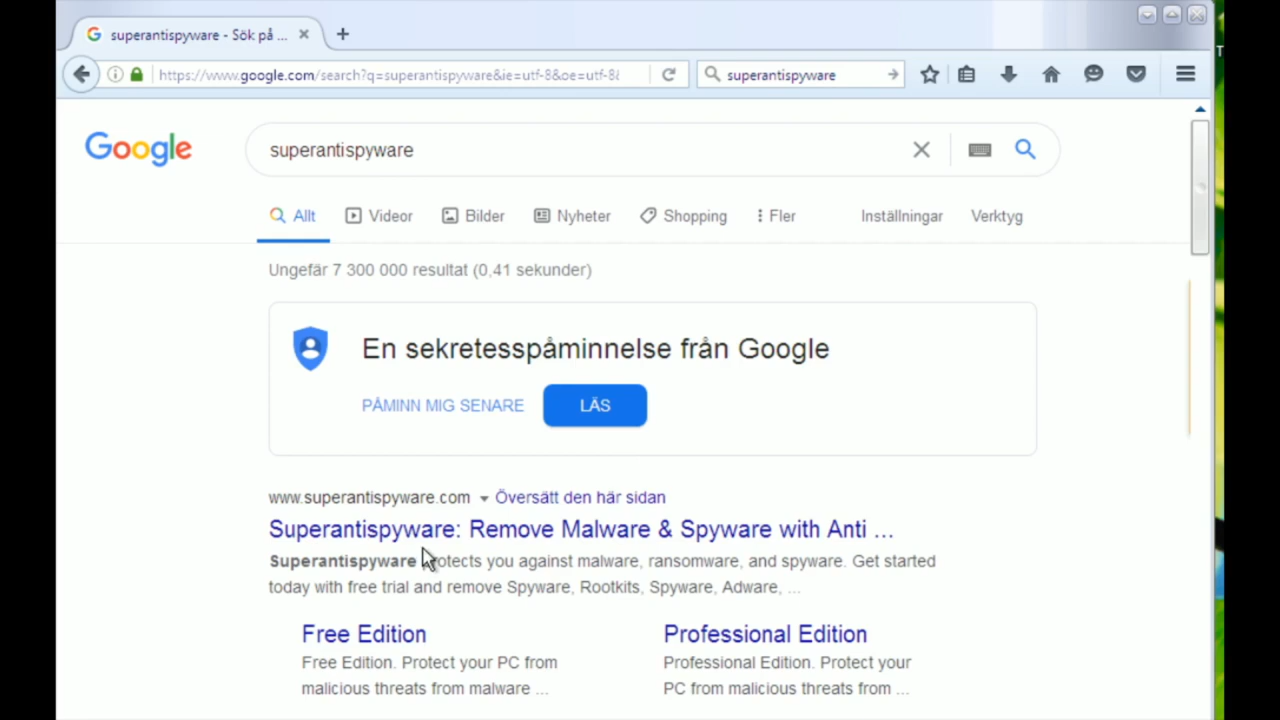 superantispyware - Sök på ...
https://www.google.com/search?q=superantispyware&ie=utf-8&oe=utf-8&
superantispyware
Google
superantispyware
Allt
Videor
Bilder
Nyheter
Shopping
Fler
Inställningar
Verktyg
Ungefär 7 300 000 resultat (0,41 sekunder)
En sekretesspåminnelse från Google
PÅMINN MIG SENARE
LÄS
www.superantispyware.com
Översätt den här sidan
Superantispyware: Remove Malware & Spyware with Anti ...
Superantispyware protects you against malware, ransomware, and spyware. Get started
today with free trial and remove Spyware, Rootkits, Spyware, Adware, ...
Free Edition
Free Edition. Protect your PC from
malicious threats from malware ...
Professional Edition
Professional Edition. Protect your
PC from malicious threats from ...